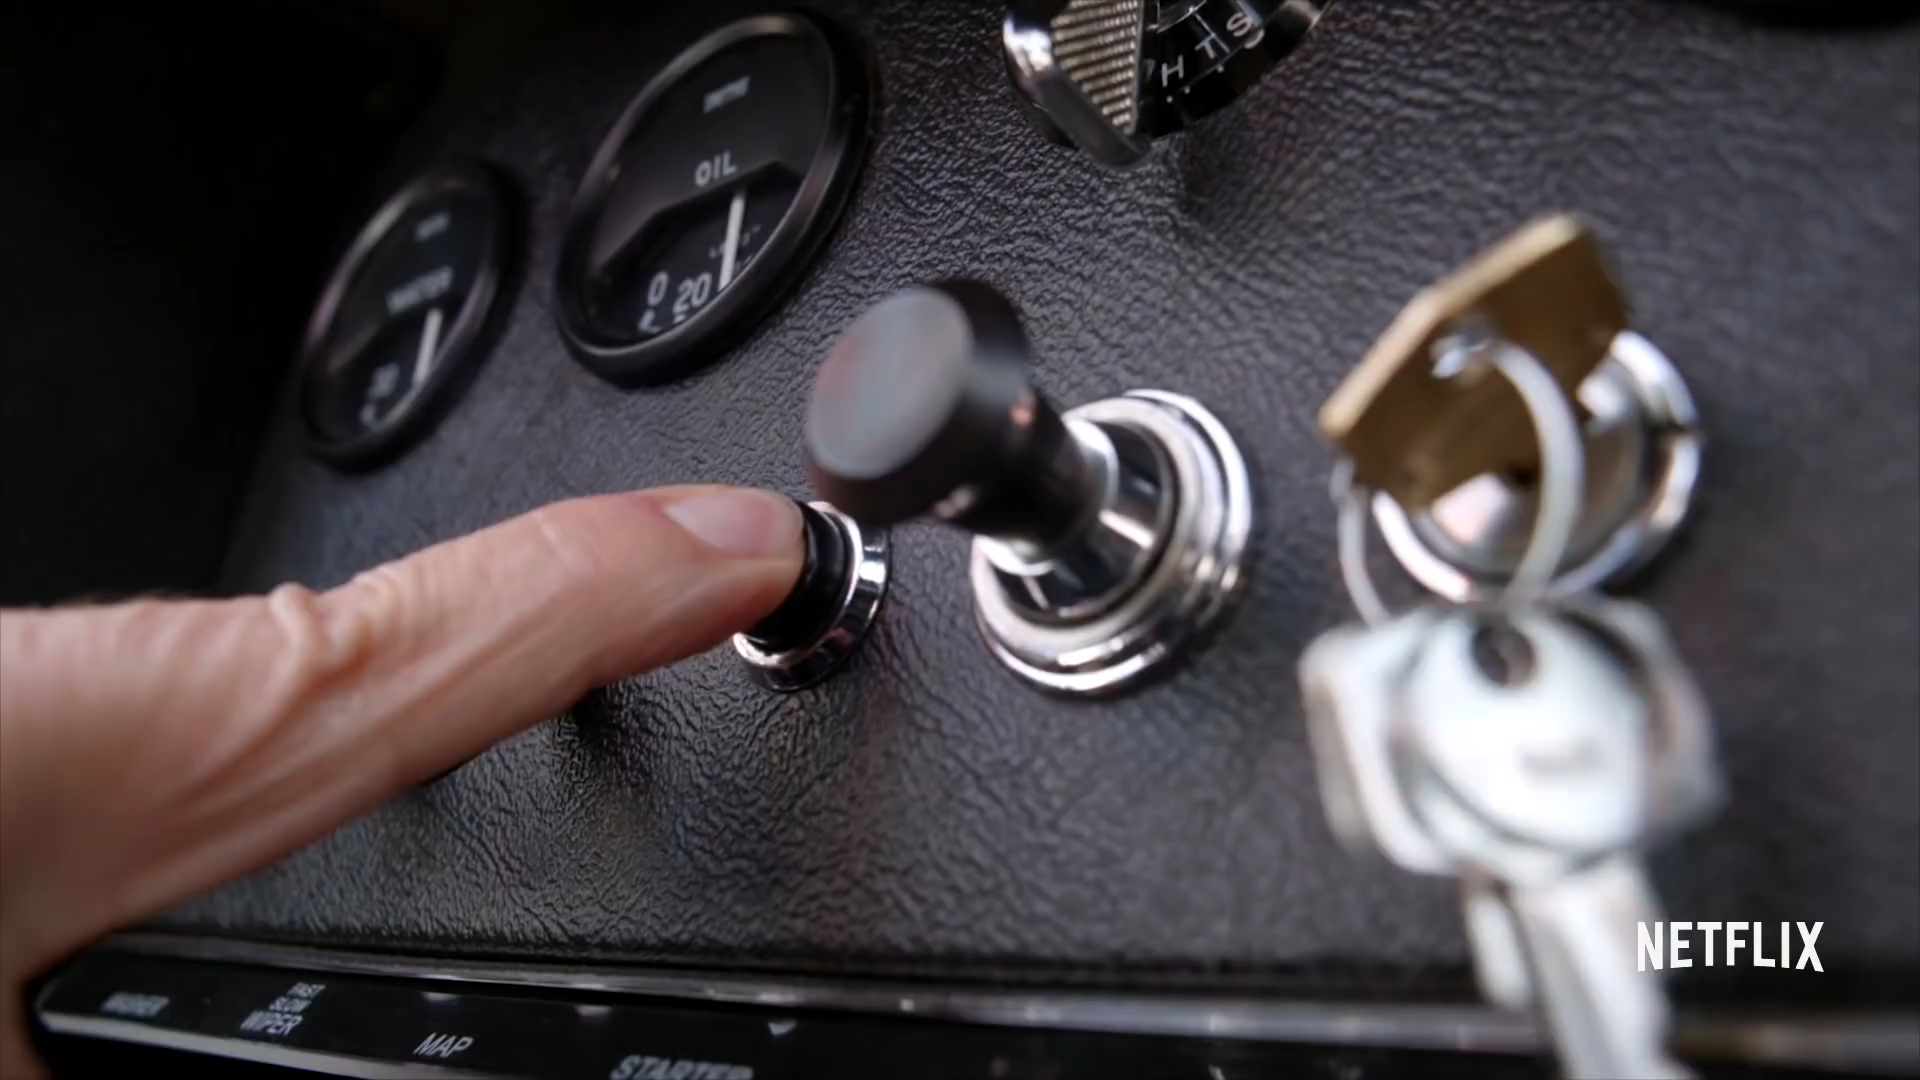 H T S
OIL
0 20
WATER
FAST
SLOW
WIPER
MAP
STARTER
NETFLIX